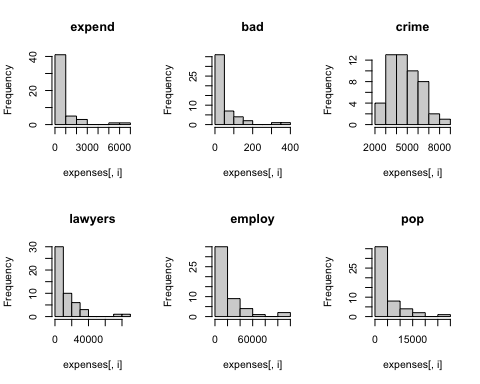 expend
Frequency
0 20 40
0 3000 6000
expenses[, i]
bad
Frequency
0 10 25
0 200 400
expenses[, i]
crime
Frequency
0 4 8 12
2000 5000 8000
expenses[, i]
lawyers
Frequency
0 10 20 30
0 40000
expenses[, i]
employ
Frequency
0 10 25
0 60000
expenses[, i]
pop
Frequency
0 10 25
0 15000
expenses[, i]